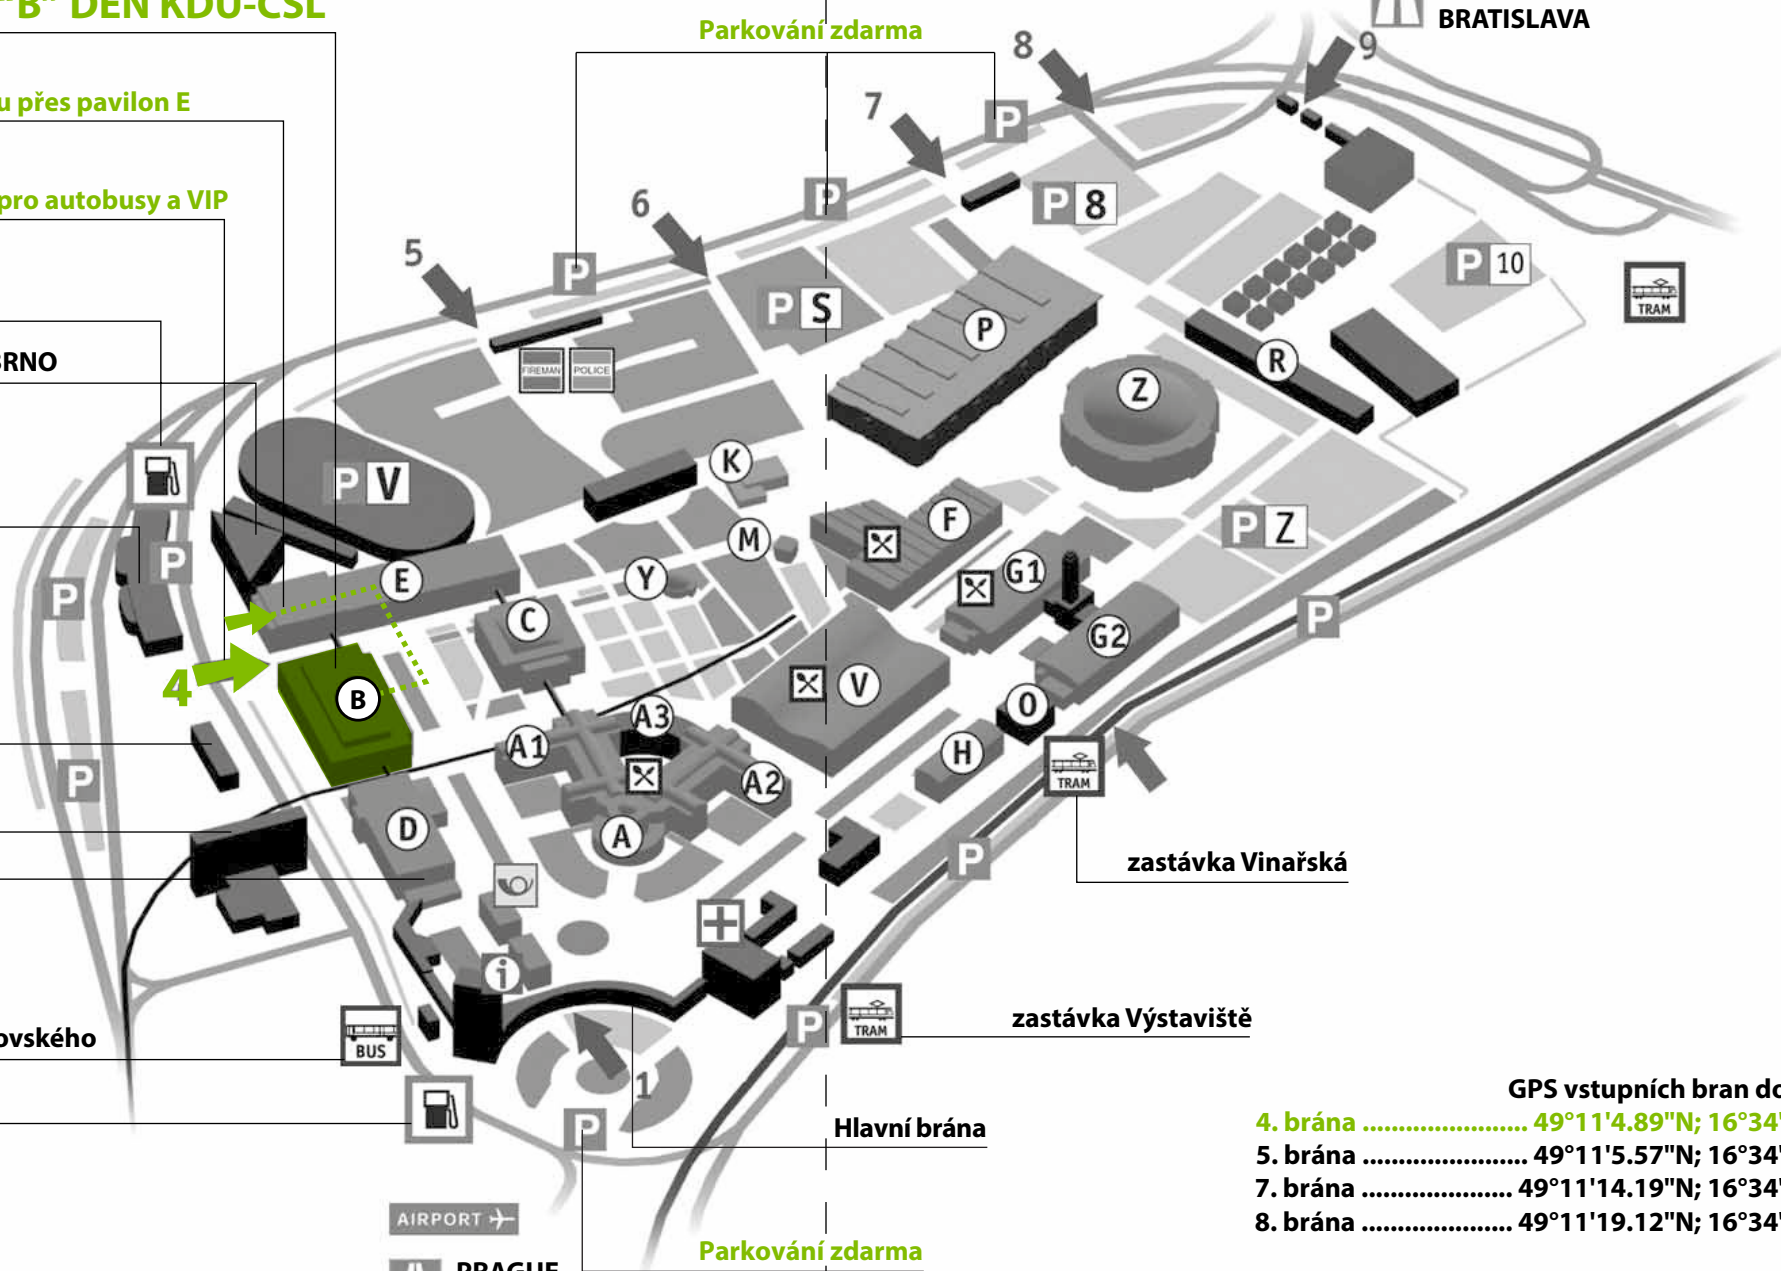 "B" DEN KDU-ČSL
Parkování zdarma
BRATISLAVA
8
9
7
u přes pavilon E
P
pro autobusy a VIP
P
P 8
6
5
P
P 10
TRAM
P S
P
BRNO
FIREMAN POLICE
R
Z
K
P V
F
P Z
M
P
E
Y
G1
P
C
P
G2
4
B
V
A3
O
A1
H
TRAM
P
A2
D
A
P
zastávka Vinařská
i
P
TRAM
zastávka Výstaviště
ovského
BUS
1
P
Hlavní brána
GPS vstupních bran do
4. brána ....................... 49°11'4.89"N; 16°34'
5. brána ....................... 49°11'5.57"N; 16°34'
7. brána ..................... 49°11'14.19"N; 16°34'
8. brána ..................... 49°11'19.12"N; 16°34'
AIRPORT
Parkování zdarma
PRAGUE